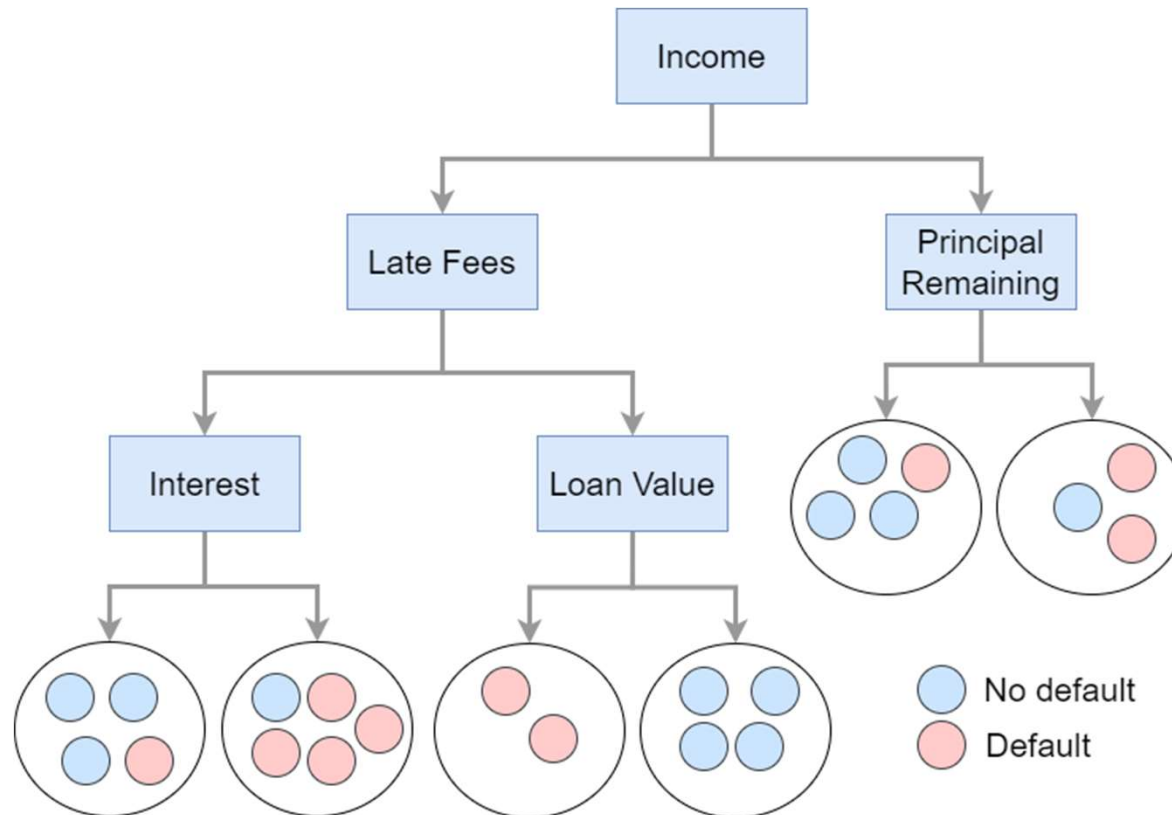 Income
Late Fees
Principal
Remaining
Interest
Loan Value
No default
Default